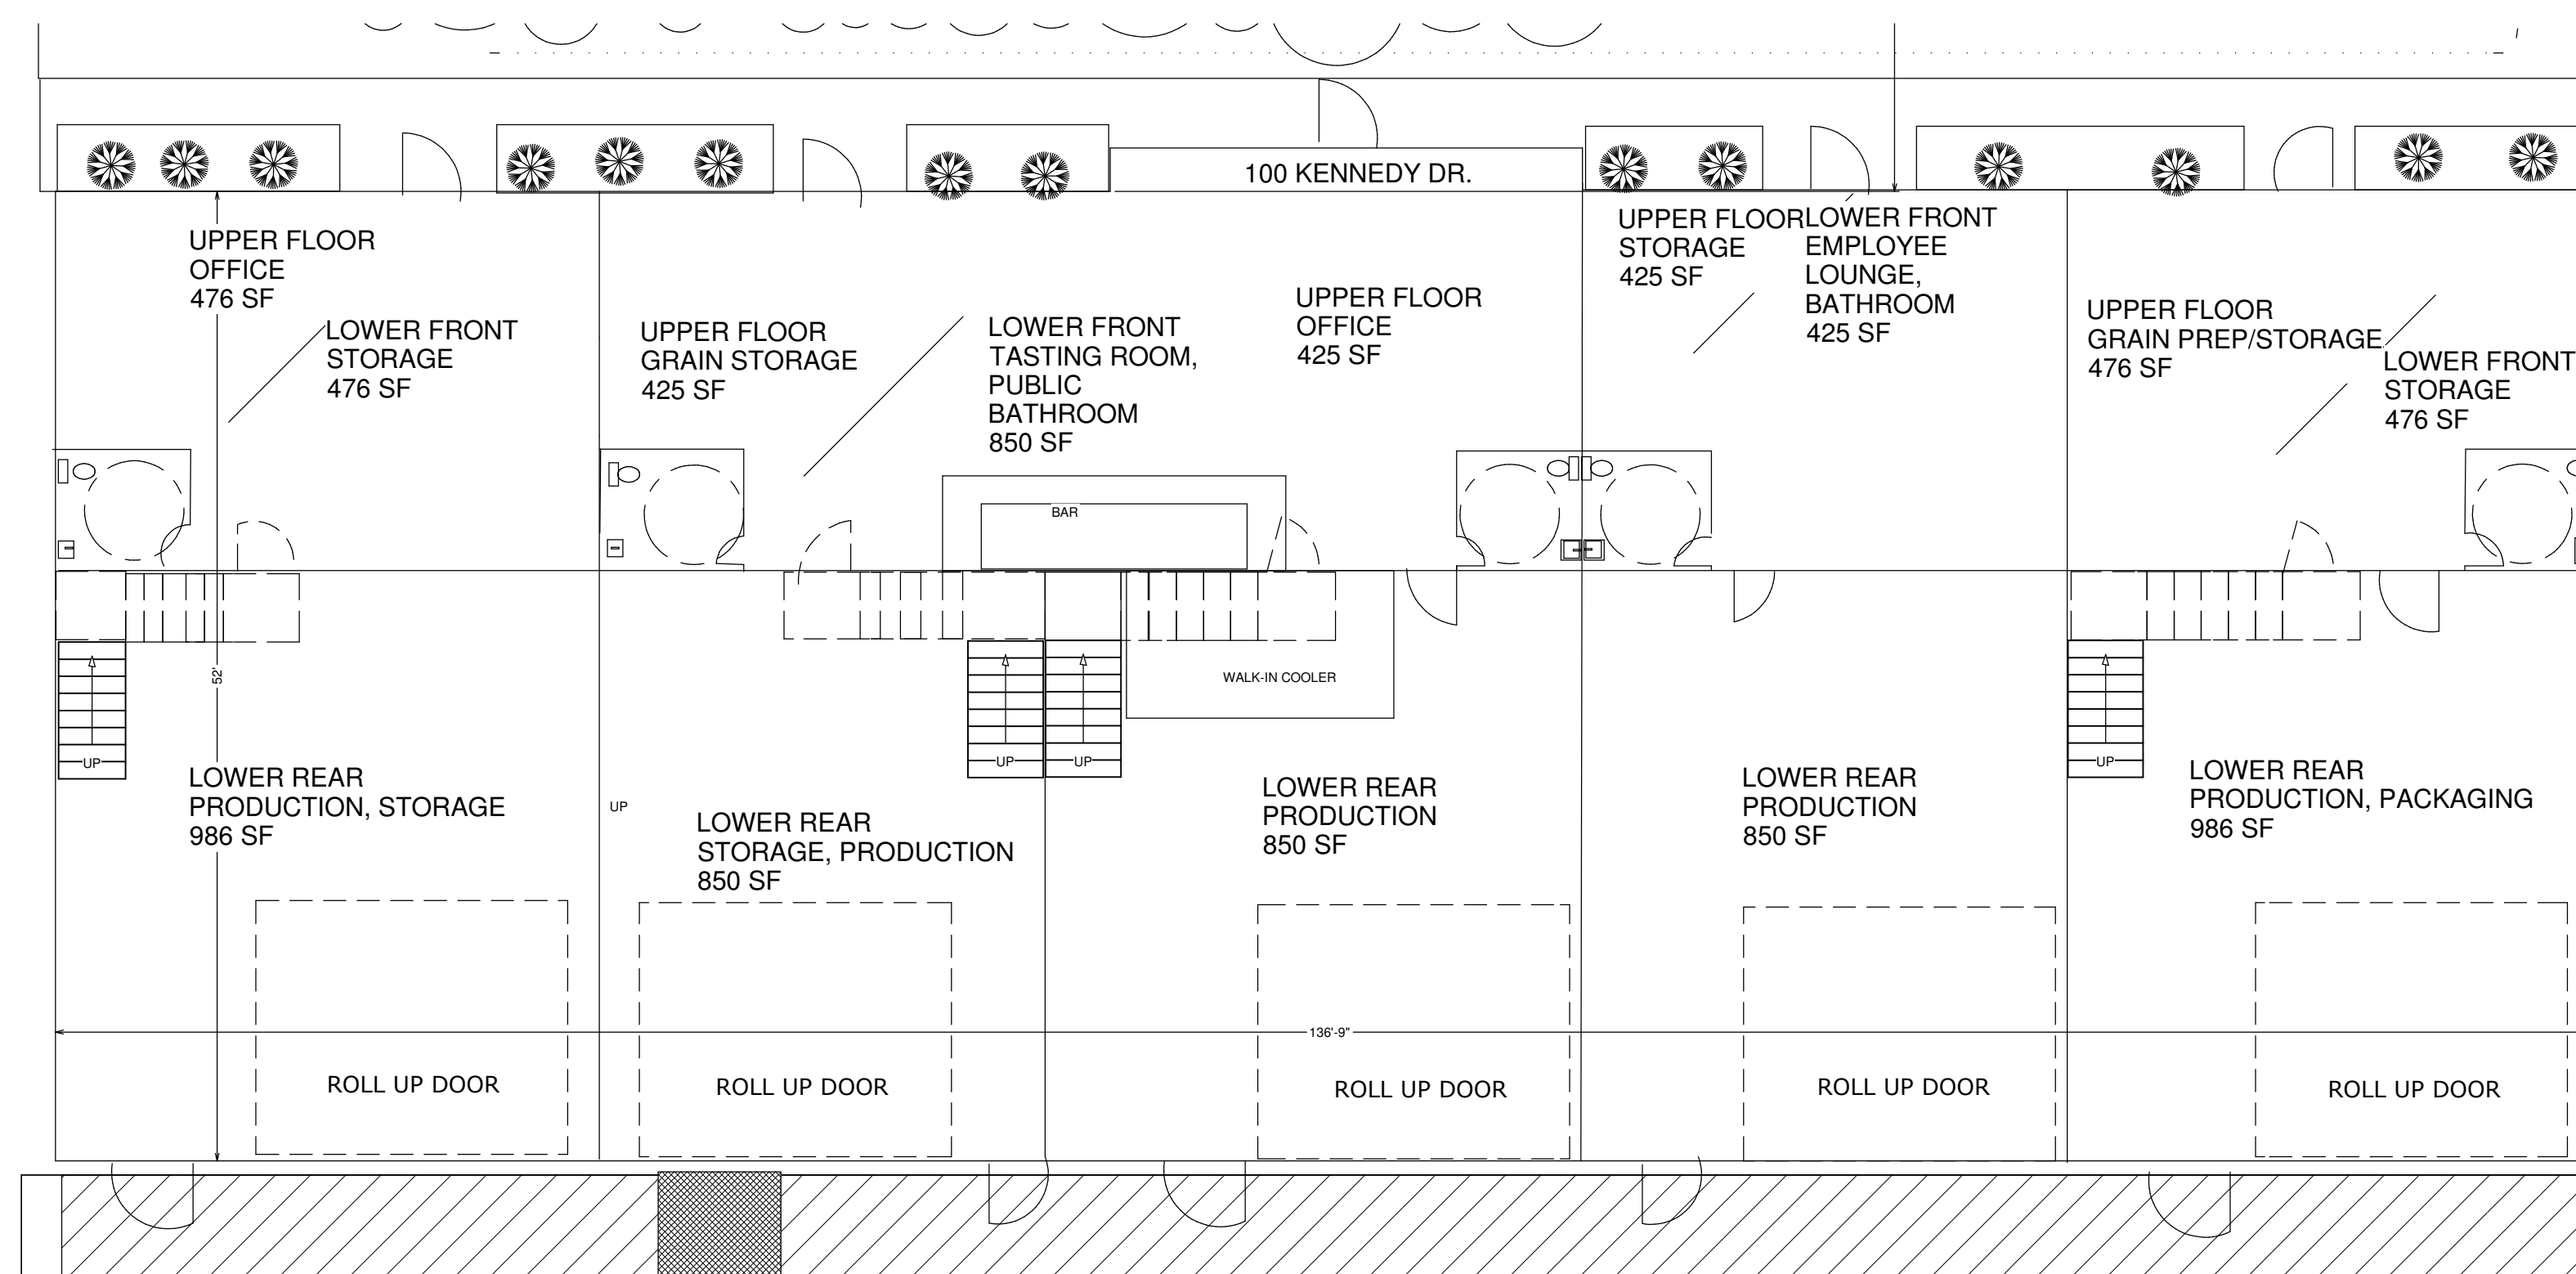 100 KENNEDY DR.
UPPER FLOOR
OFFICE
476 SF
LOWER FRONT
STORAGE
476 SF
UPPER FLOOR
GRAIN STORAGE
425 SF
LOWER FRONT
TASTING ROOM,
PUBLIC
BATHROOM
850 SF
UPPER FLOOR
OFFICE
425 SF
UPPER FLOOR
STORAGE
425 SF
LOWER FRONT
EMPLOYEE
LOUNGE,
BATHROOM
425 SF
UPPER FLOOR
GRAIN PREP/STORAGE
476 SF
LOWER FRONT
STORAGE
476 SF
BAR
52'
WALK-IN COOLER
UP
UP
UP
UP
UP
LOWER REAR
PRODUCTION, STORAGE
986 SF
LOWER REAR
STORAGE, PRODUCTION
850 SF
LOWER REAR
PRODUCTION
850 SF
LOWER REAR
PRODUCTION
850 SF
LOWER REAR
PRODUCTION, PACKAGING
986 SF
136'-9"
ROLL UP DOOR
ROLL UP DOOR
ROLL UP DOOR
ROLL UP DOOR
ROLL UP DOOR